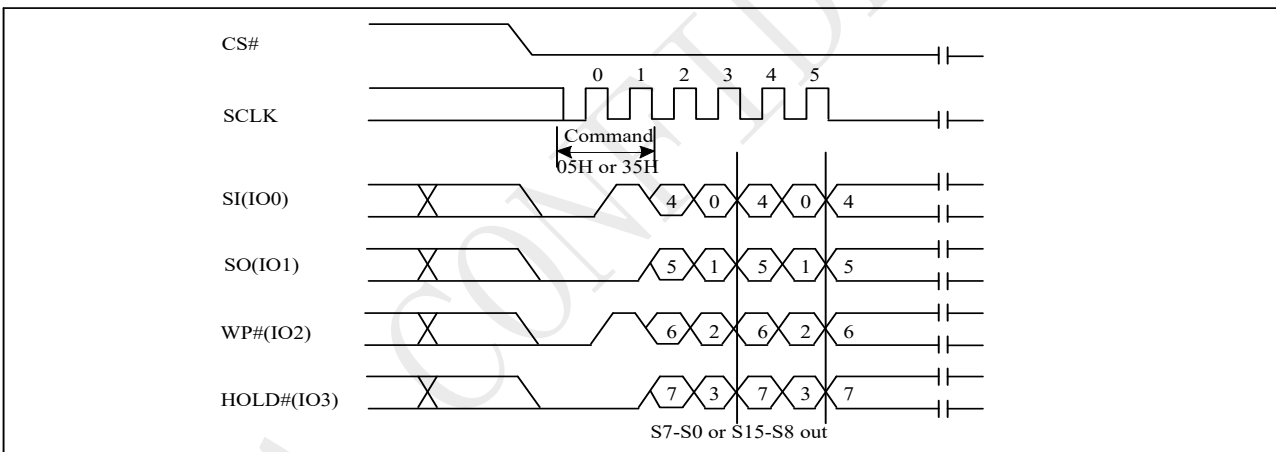 CS#
0 1 2 3 4 5
SCLK
Command
05H or 35H
SI(IO0) 4 0 4 0 4
SO(IO1) 5 1 5 1 5
WP#(IO2) 6 2 6 2 6
HOLD#(IO3) 7 3 7 3 7
S7-S0 or S15-S8 out